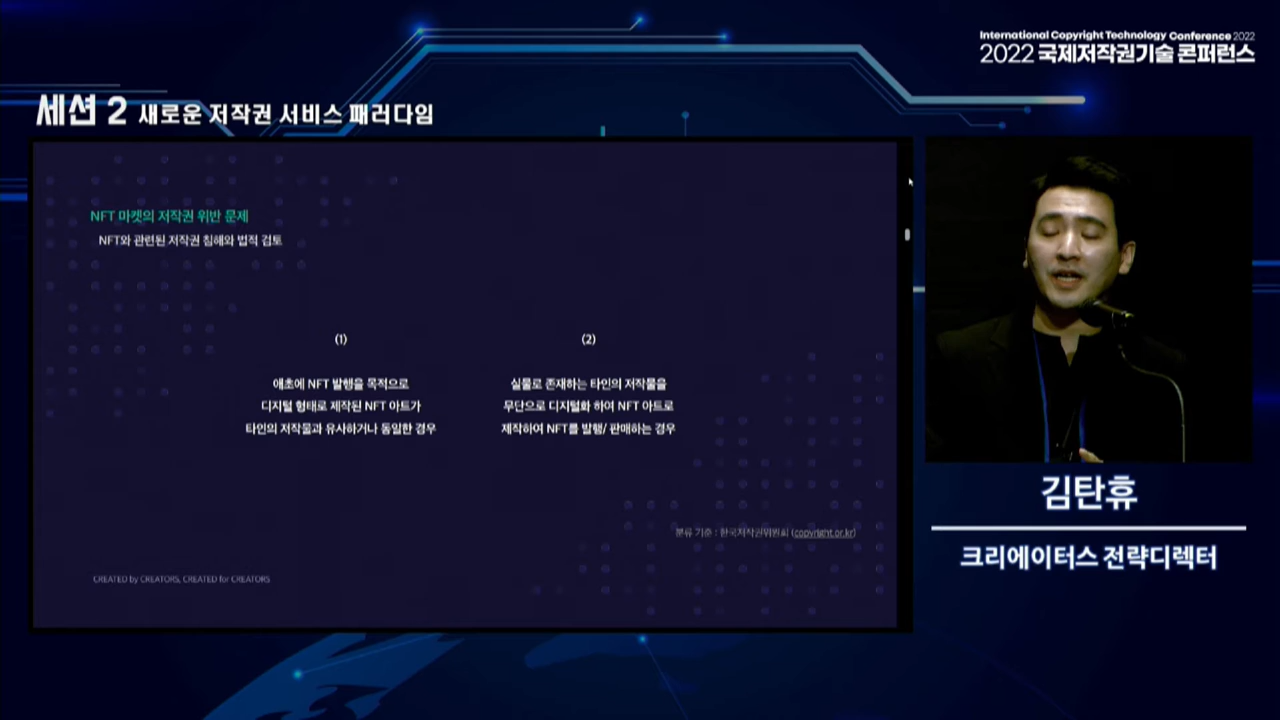 International Copyright Technology Conference 2022
2022 국제저작권기술 콘퍼런스
세션 2 새로운 저작권 서비스 패러다임
NFT 마켓의 저작권 위반 문제
NFT와 관련된 저작권 침해와 법적 검토
(1)
애초에 NFT 발행을 목적으로
디지털 형태로 제작된 NFT 아트가
타인의 저작물과 유사하거나 동일한 경우
(2)
실물로 존재하는 타인의 저작물을
무단으로 디지털화 하여 NFT 아트로
제작하여 NFT를 발행/ 판매하는 경우
분류 기준 : 한국저작권위원회 (copyright.or.kr)
CREATED by CREATORS, CREATED for CREATORS
김탄휴
크리에이터스 전략디렉터